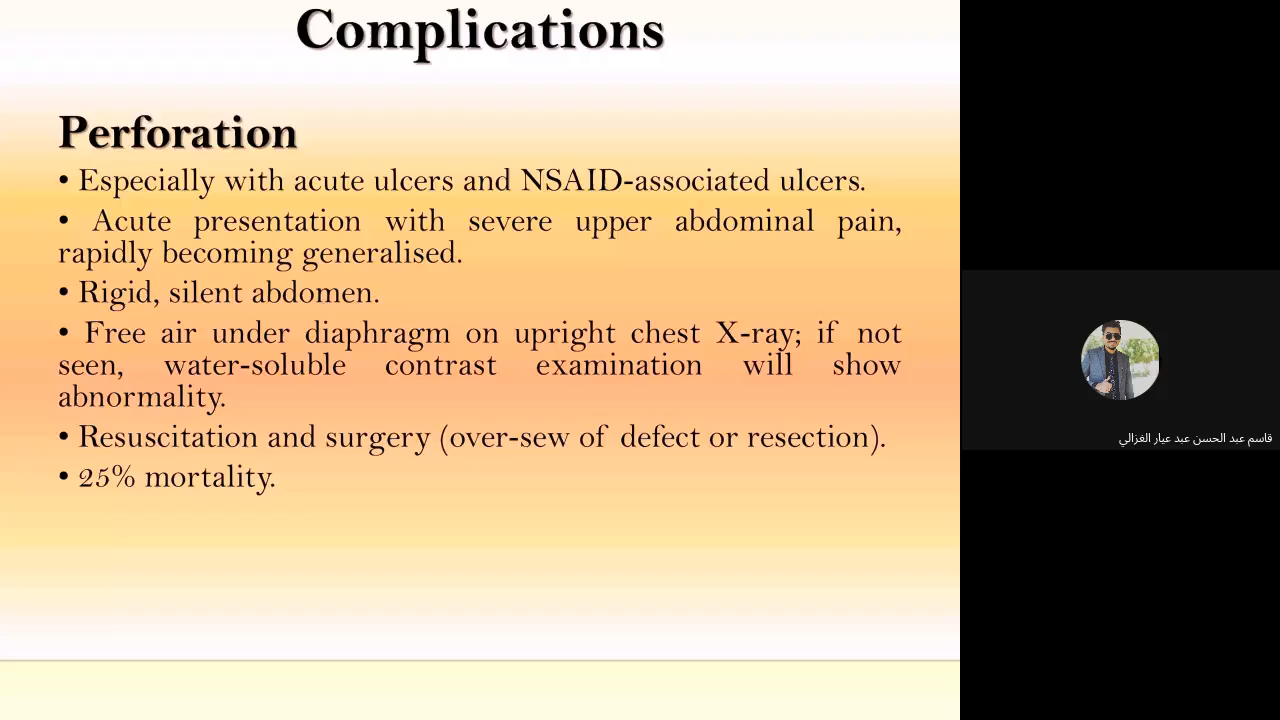 Complications
Perforation
• Especially with acute ulcers and NSAID-associated ulcers.
• Acute presentation with severe upper abdominal pain,
rapidly becoming generalised.
• Rigid, silent abdomen.
• Free air under diaphragm on upright chest X-ray; if not
seen, water-soluble contrast examination will show
abnormality.
• Resuscitation and surgery (over-sew of defect or resection).
• 25% mortality.
قاسم عبد الحسن عبد عيار الغزالي